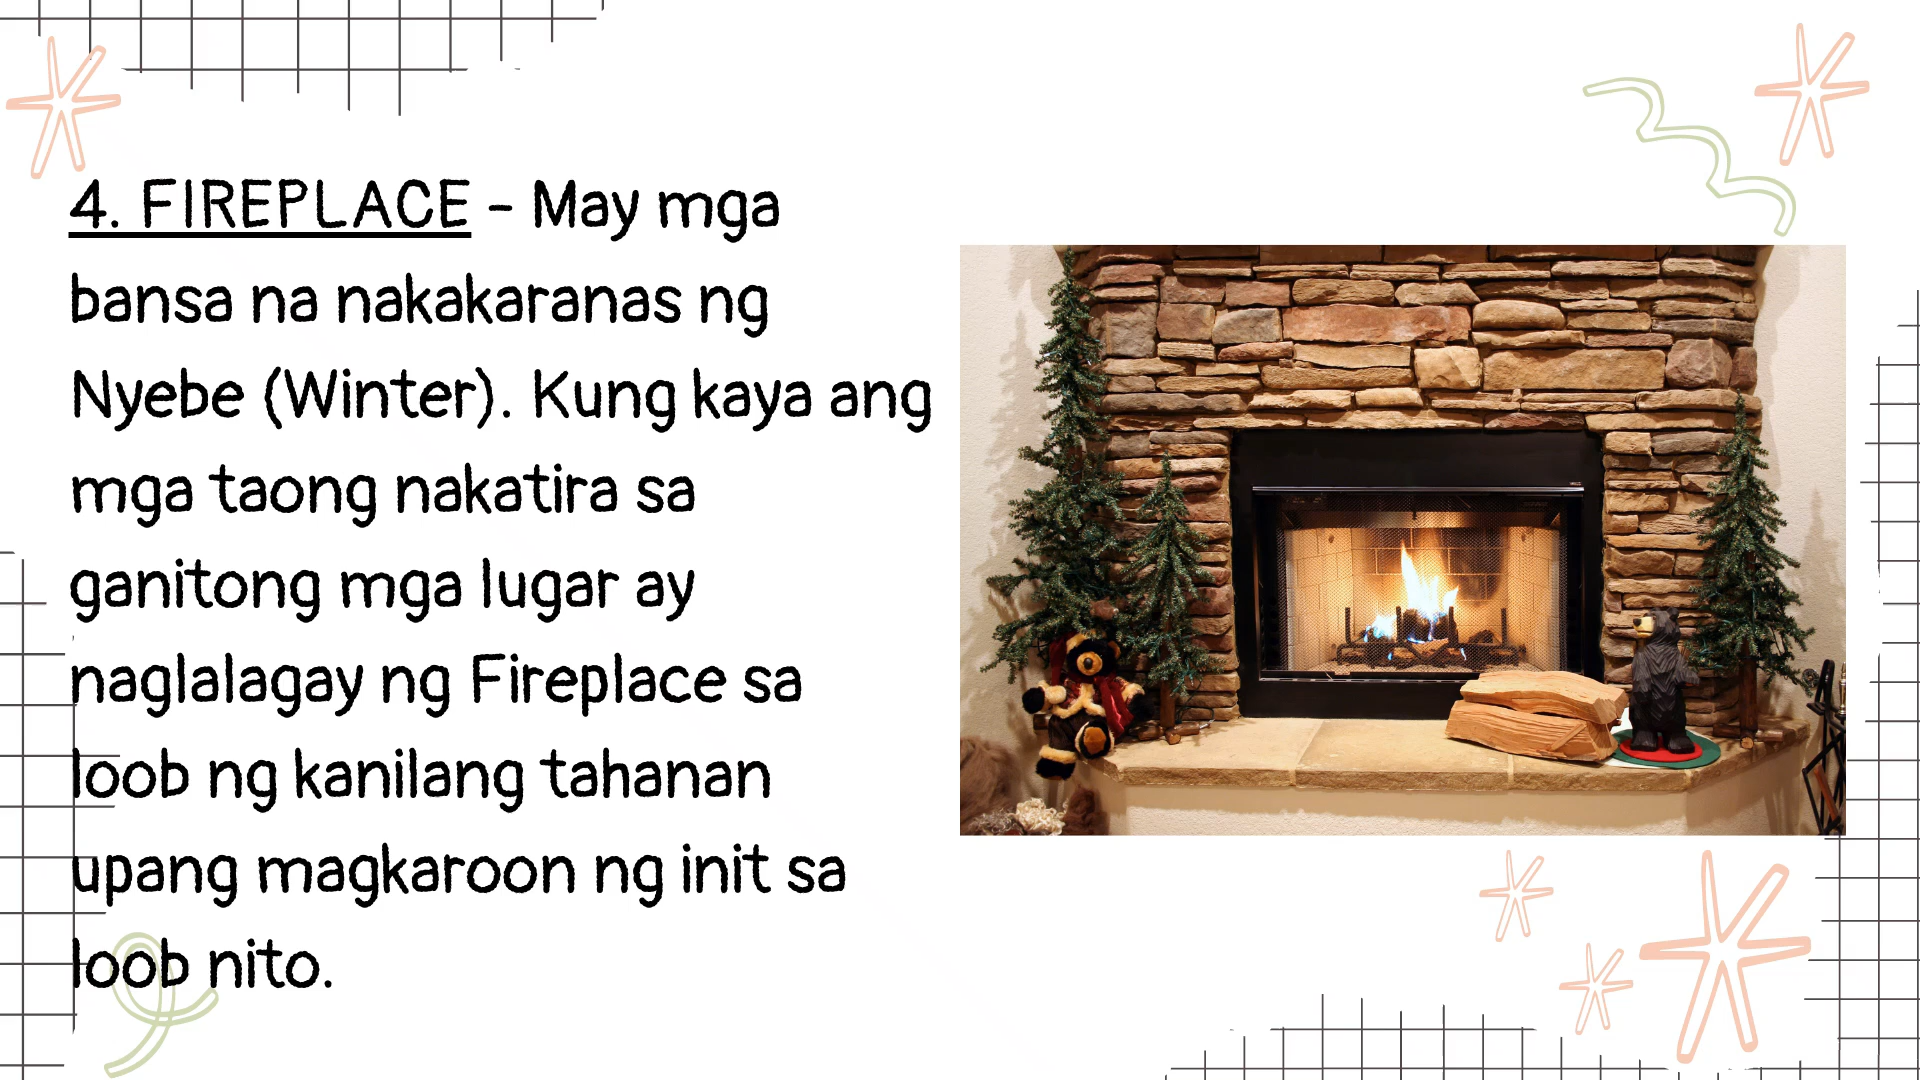 4. FIREPLACE - May mga
bansa na nakakaranas ng
Nyebe (Winter). Kung kaya ang
mga taong nakatira sa
ganitong mga lugar ay
naglalagay ng Fireplace sa
loob ng kanilang tahanan
upang magkaroon ng init sa
loob nito.